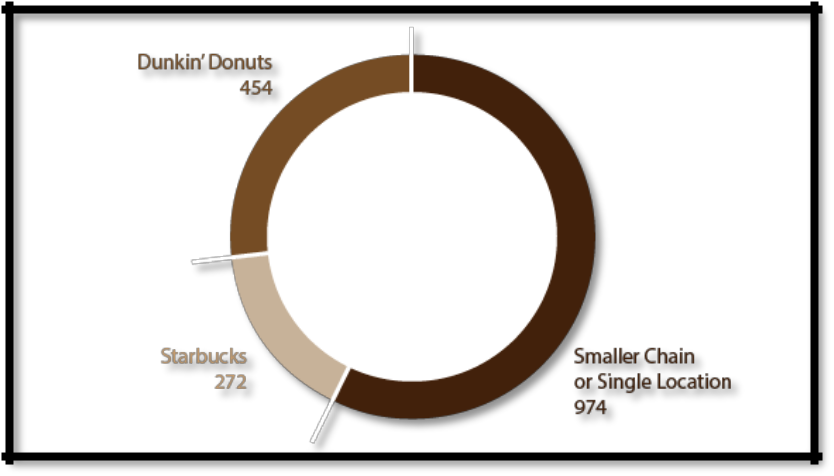 Dunkin’ Donuts
454
Starbucks
272
Smaller Chain
or Single Location
974